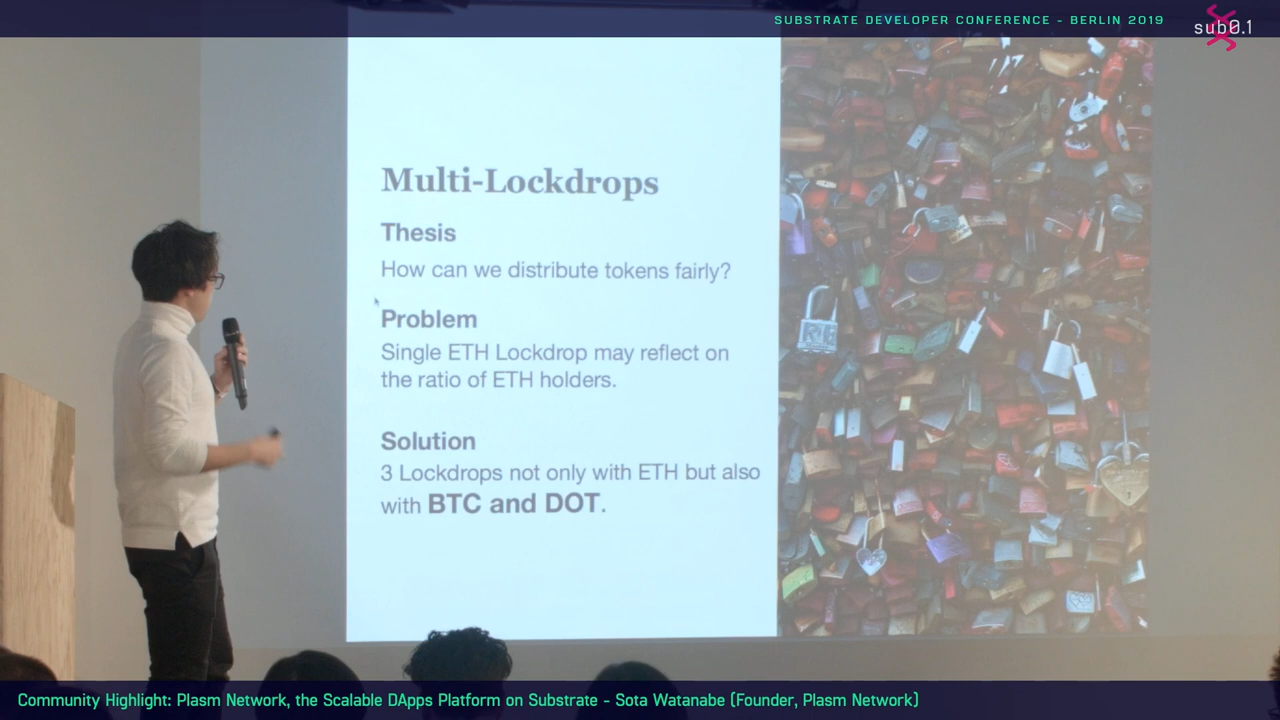 SUBSTRATE DEVELOPER CONFERENCE - BERLIN 2019
sub0.1
Multi-Lockdrops
Thesis
How can we distribute tokens fairly?
Problem
Single ETH Lockdrop may reflect on
the ratio of ETH holders.
Solution
3 Lockdrops not only with ETH but also
with BTC and DOT.
Community Highlight: Plasm Network, the Scalable DApps Platform on Substrate - Sota Watanabe (Founder, Plasm Network)